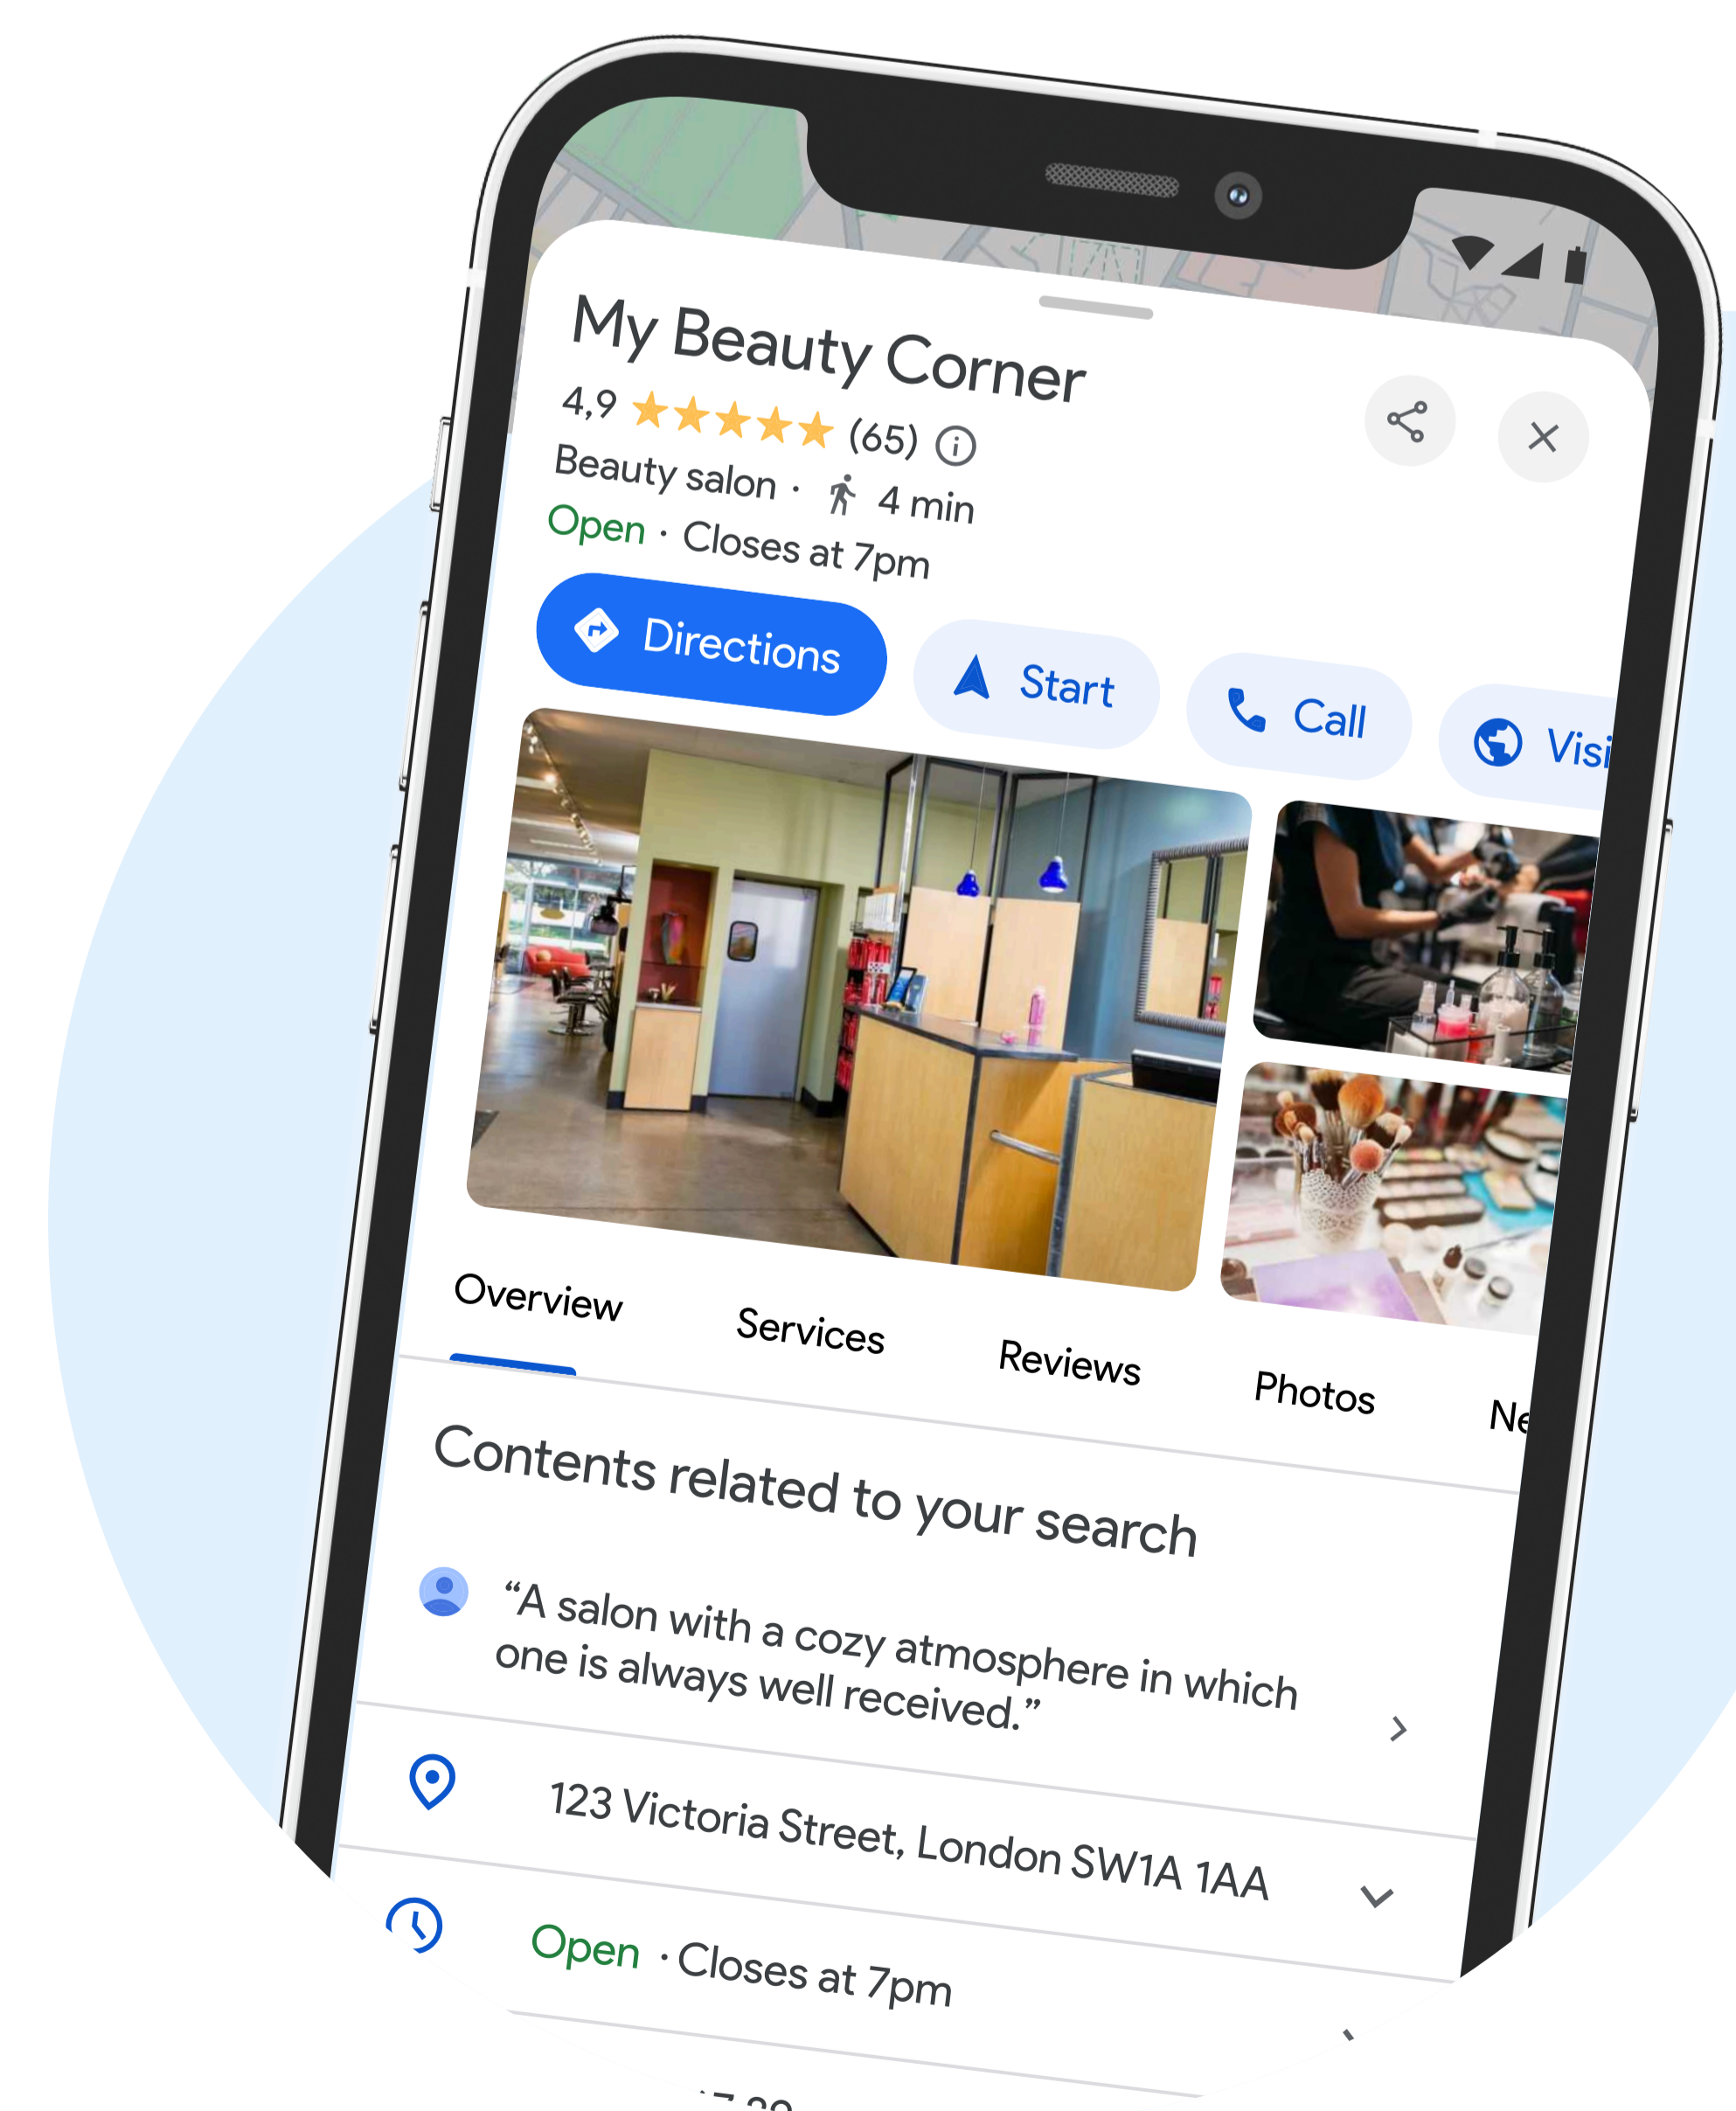 My Beauty Corner
4,9 (65)
Beauty salon · 4 min
Open · Closes at 7pm
Directions
Start
Call
Overview
Services
Reviews
Photos
Contents related to your search
“A salon with a cozy atmosphere in which
one is always well received.”
123 Victoria Street, London SW1A 1AA
Open · Closes at 7pm